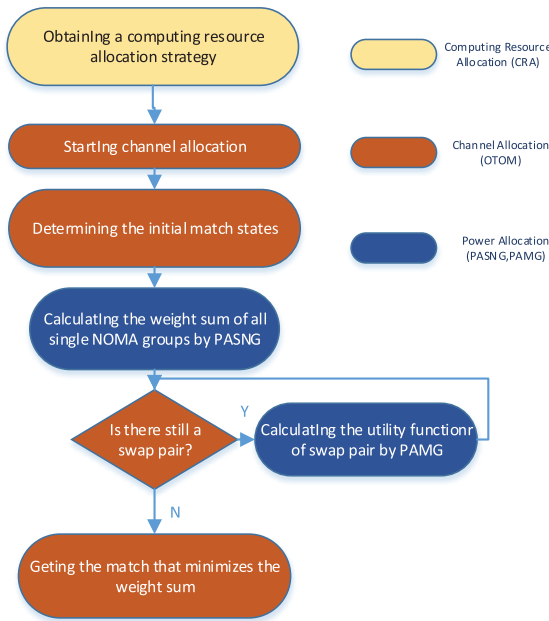 ObtainIng a computing resource
allocation strategy
StartIng channel allocation
Determining the initial match states
CalculatIng the weight sum of all
single NOMA groups by PASNG
Is there still a
swap pair?
Y
CalculatIng the utility functionr
of swap pair by PAMG
N
Geting the match that minimizes the
weight sum
Computing Resource
Allocation (CRA)
Channel Allocation
(OTOM)
Power Allocation
(PASNG,PAMG)